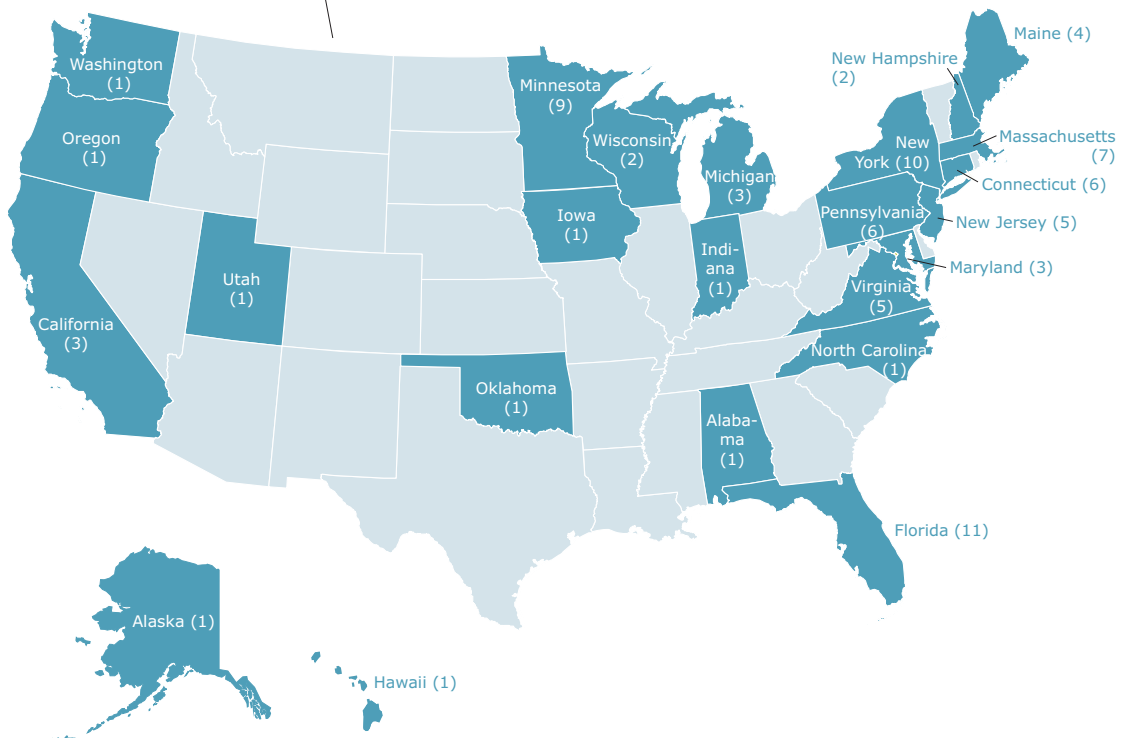 Maine (4)
New Hampshire
(2)
Washington
(1)
Minnesota
(9)
Oregon
(1)
Wisconsin
(2)
New
York (10)
Massachusetts
(7)
Michigan
(3)
Connecticut (6)
Iowa
(1)
Pennsylvania
(6)
New Jersey (5)
Indi-
ana
(1)
Maryland (3)
Utah
(1)
Virginia
(5)
California
(3)
North Carolina
(1)
Oklahoma
(1)
Alaba-
ma
(1)
Florida (11)
Alaska (1)
Hawaii (1)